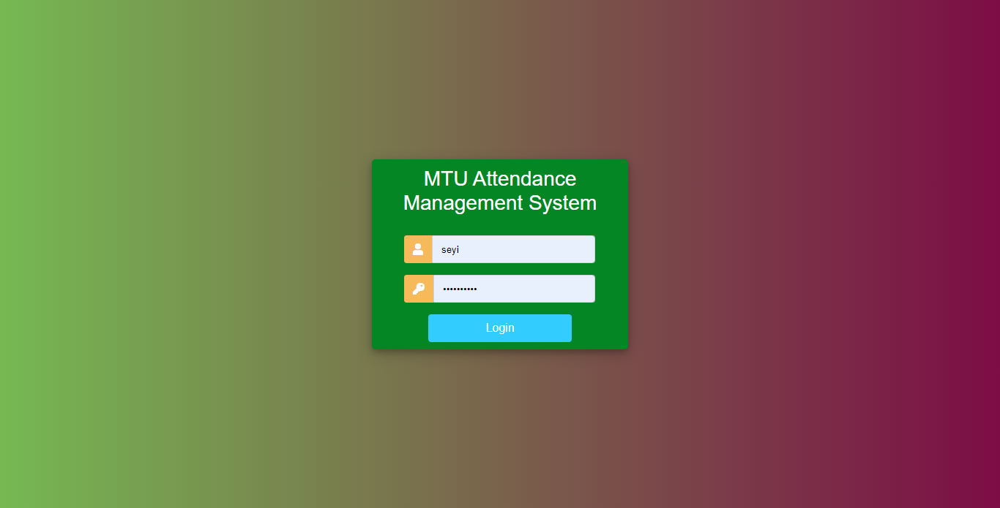 MTU Attendance
Management System
seyi
••••••••••
Login